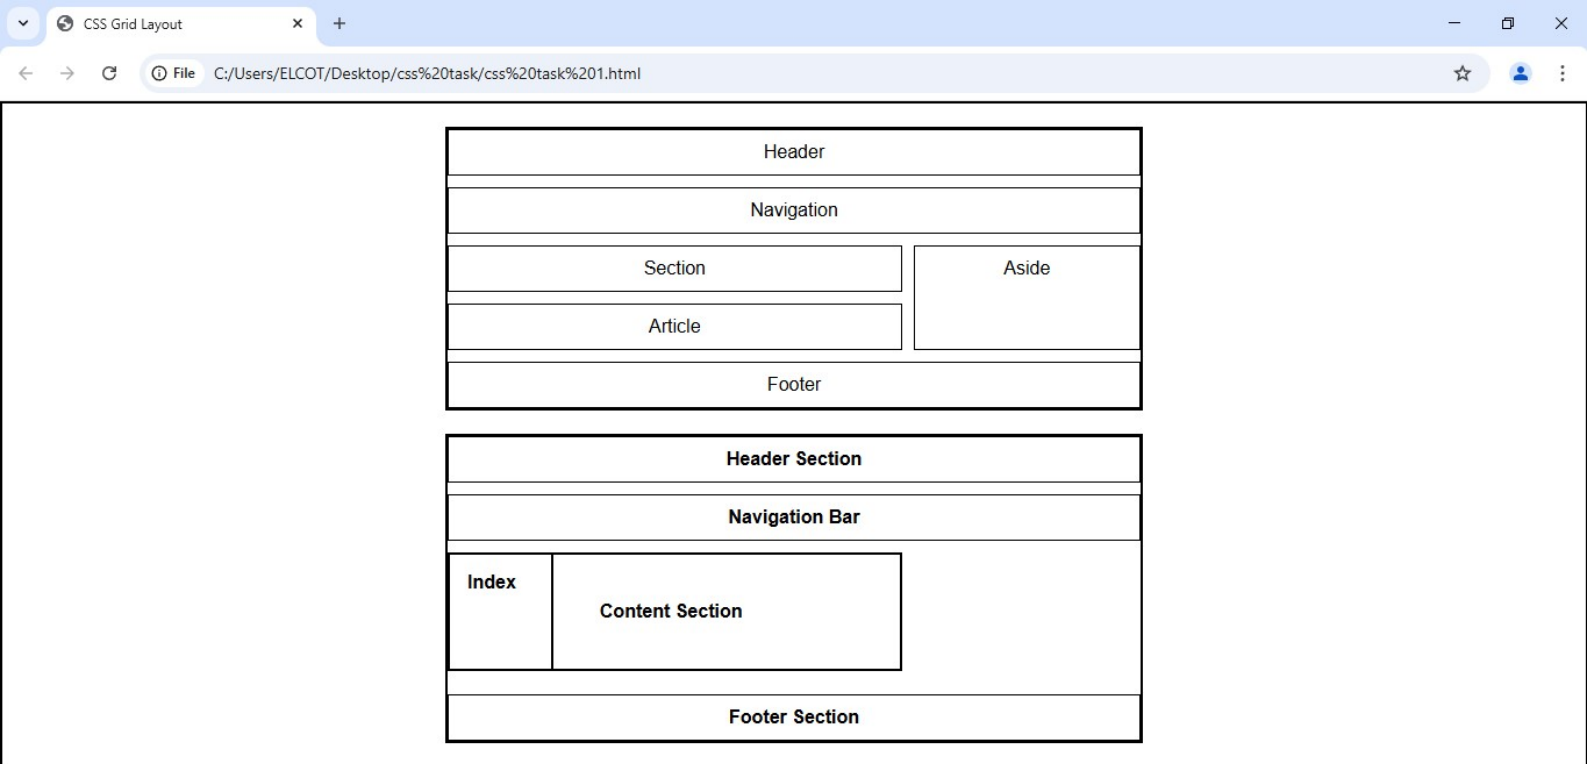 CSS Grid Layout
File C:/Users/ELCOT/Desktop/css%20task/css%20task%201.html
Header
Navigation
Section
Aside
Article
Footer
Header Section
Navigation Bar
Index
Content Section
Footer Section